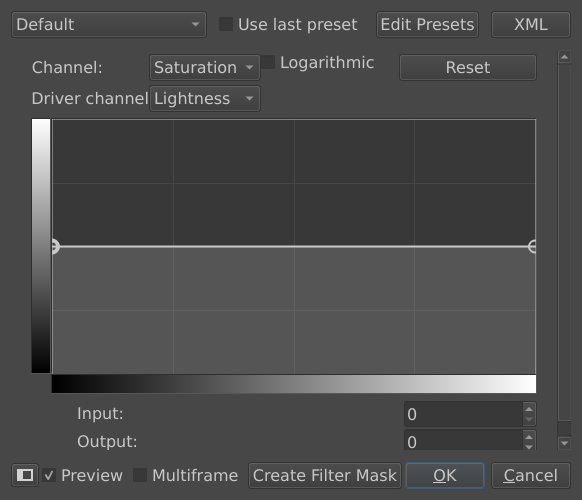 Default Use last preset Edit Presets XML
Channel: Saturation Logarithmic Reset
Driver channel Lightness
Input: 0
Output: 0
Preview Multiframe Create Filter Mask OK Cancel